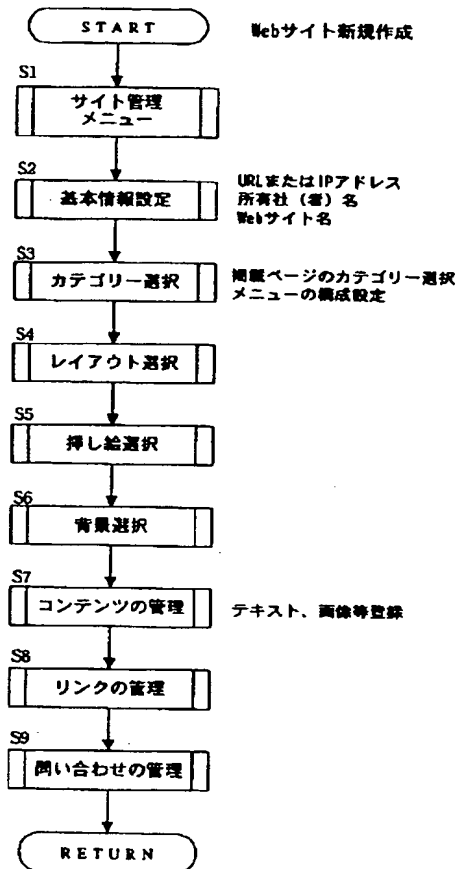 START
Webサイト新規作成
S1
サイト管理
メニュー
S2
基本情報設定
URLまたはIPアドレス
所有社（者）名
Webサイト名
S3
カテゴリー選択
掲載ページのカテゴリー選択
メニューの構成設定
S4
レイアウト選択
S5
挿し絵選択
S6
背景選択
S7
コンテンツの管理
テキスト、画像等登録
S8
リンクの管理
S9
問い合わせの管理
RETURN